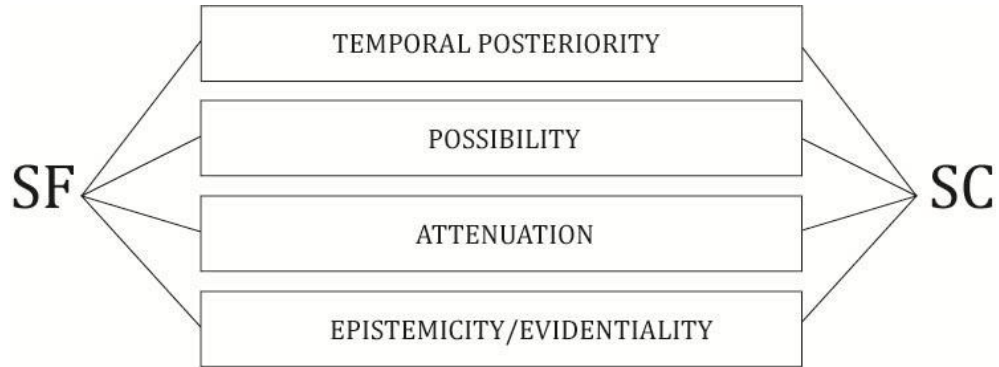 TEMPORAL POSTERIORITY
POSSIBILITY
SF
SC
ATTENUATION
EPISTEMICITY/EVIDENTIALITY